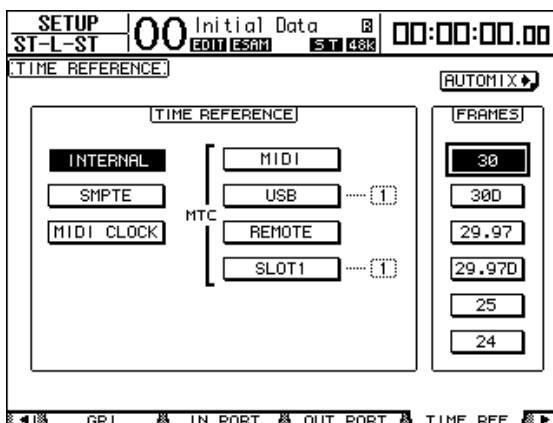 SETUP
ST-L-ST
00
Initial Data
R
EDIT ESAM
ST 48K
00:00:00.00
TIME REFERENCE
AUTOMIX
TIME REFERENCE
FRAMES
INTERNAL
SMPTE
MIDI CLOCK
MTC
MIDI
USB
1
REMOTE
SLOT1
1
30
30D
29.97
29.97D
25
24
GPI
IN PORT
OUT PORT
TIME REF